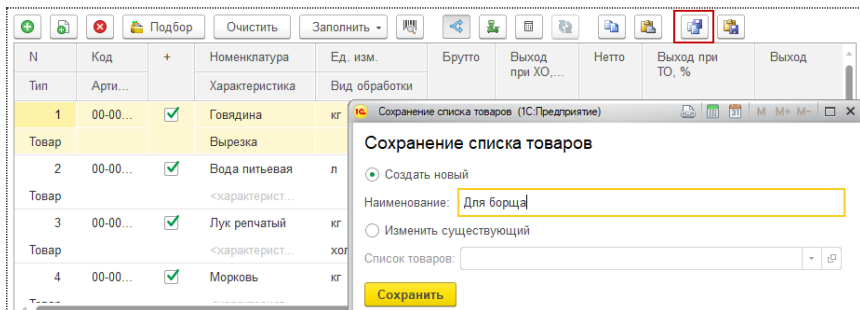 Подбор Очистить Заполнить
N Код + Номенклатура Ед. изм. Брутто Выход при ХО,... Нетто Выход при ТО, % Выход
Тип Арти... Характеристика Вид обработки
1 00-00... Говядина кг
Товар Вырезка
2 00-00... Вода питьевая л
Товар <характерист...
3 00-00... Лук репчатый кг
Товар <характерист... хол
4 00-00... Морковь кг
1С Сохранение списка товаров (1С:Предприятие) 31 M M+ M-
Сохранение списка товаров
Создать новый
Наименование: Для борща
Изменить существующий
Список товаров:
Сохранить